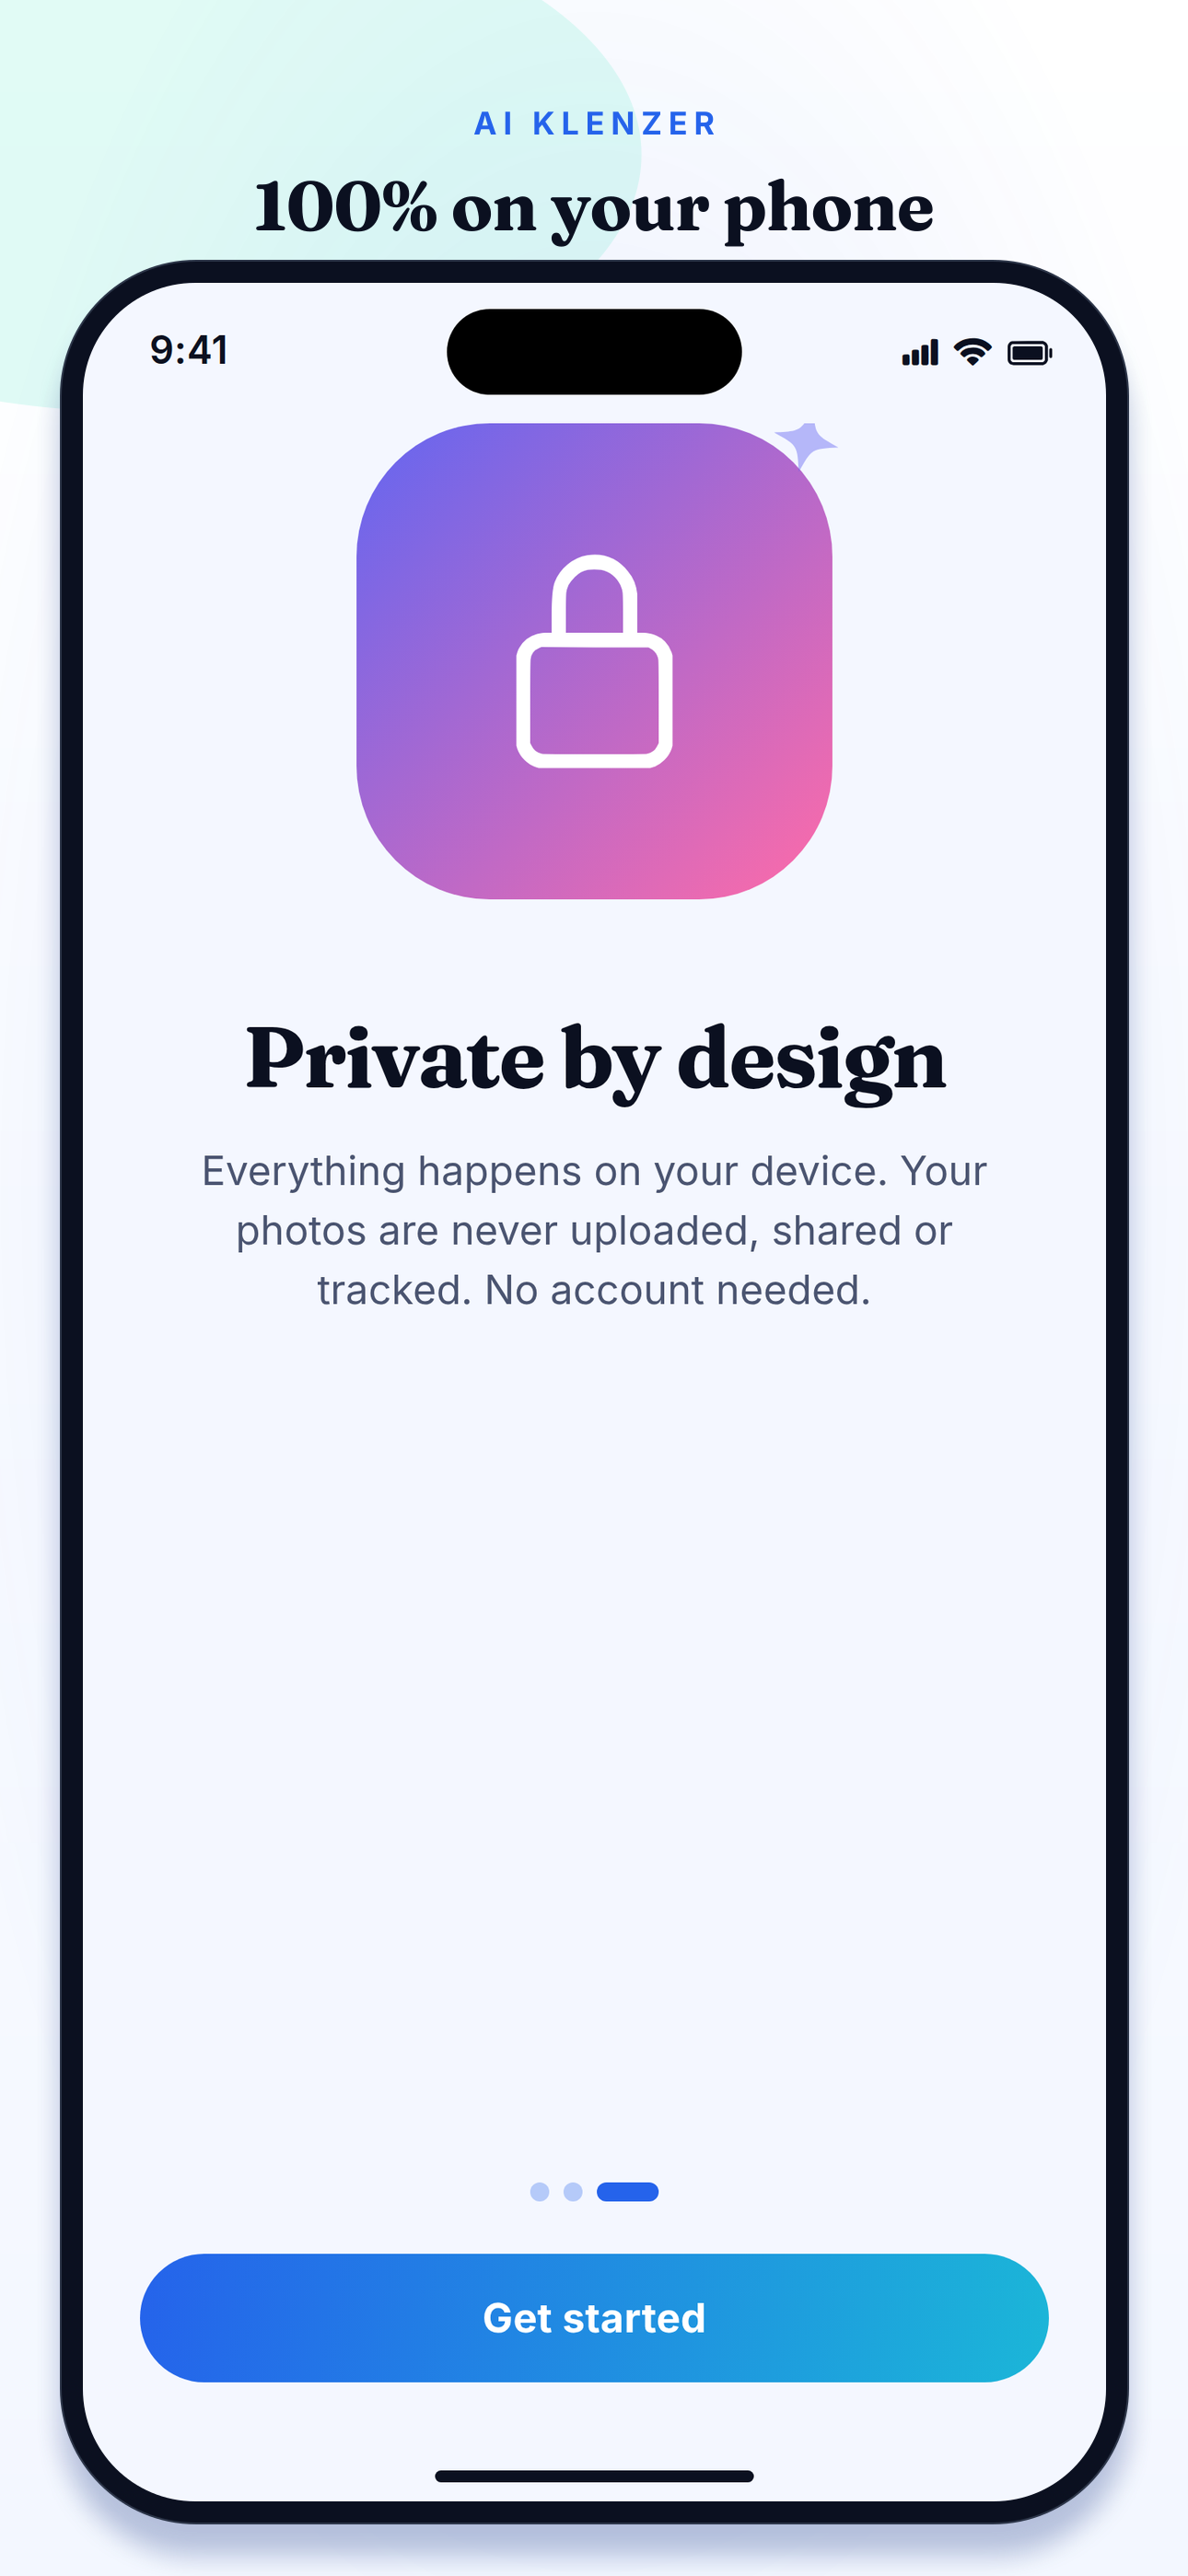 AI KLENZER
100% on your phone
9:41
Private by design
Everything happens on your device. Your
photos are never uploaded, shared or
tracked. No account needed.
Get started